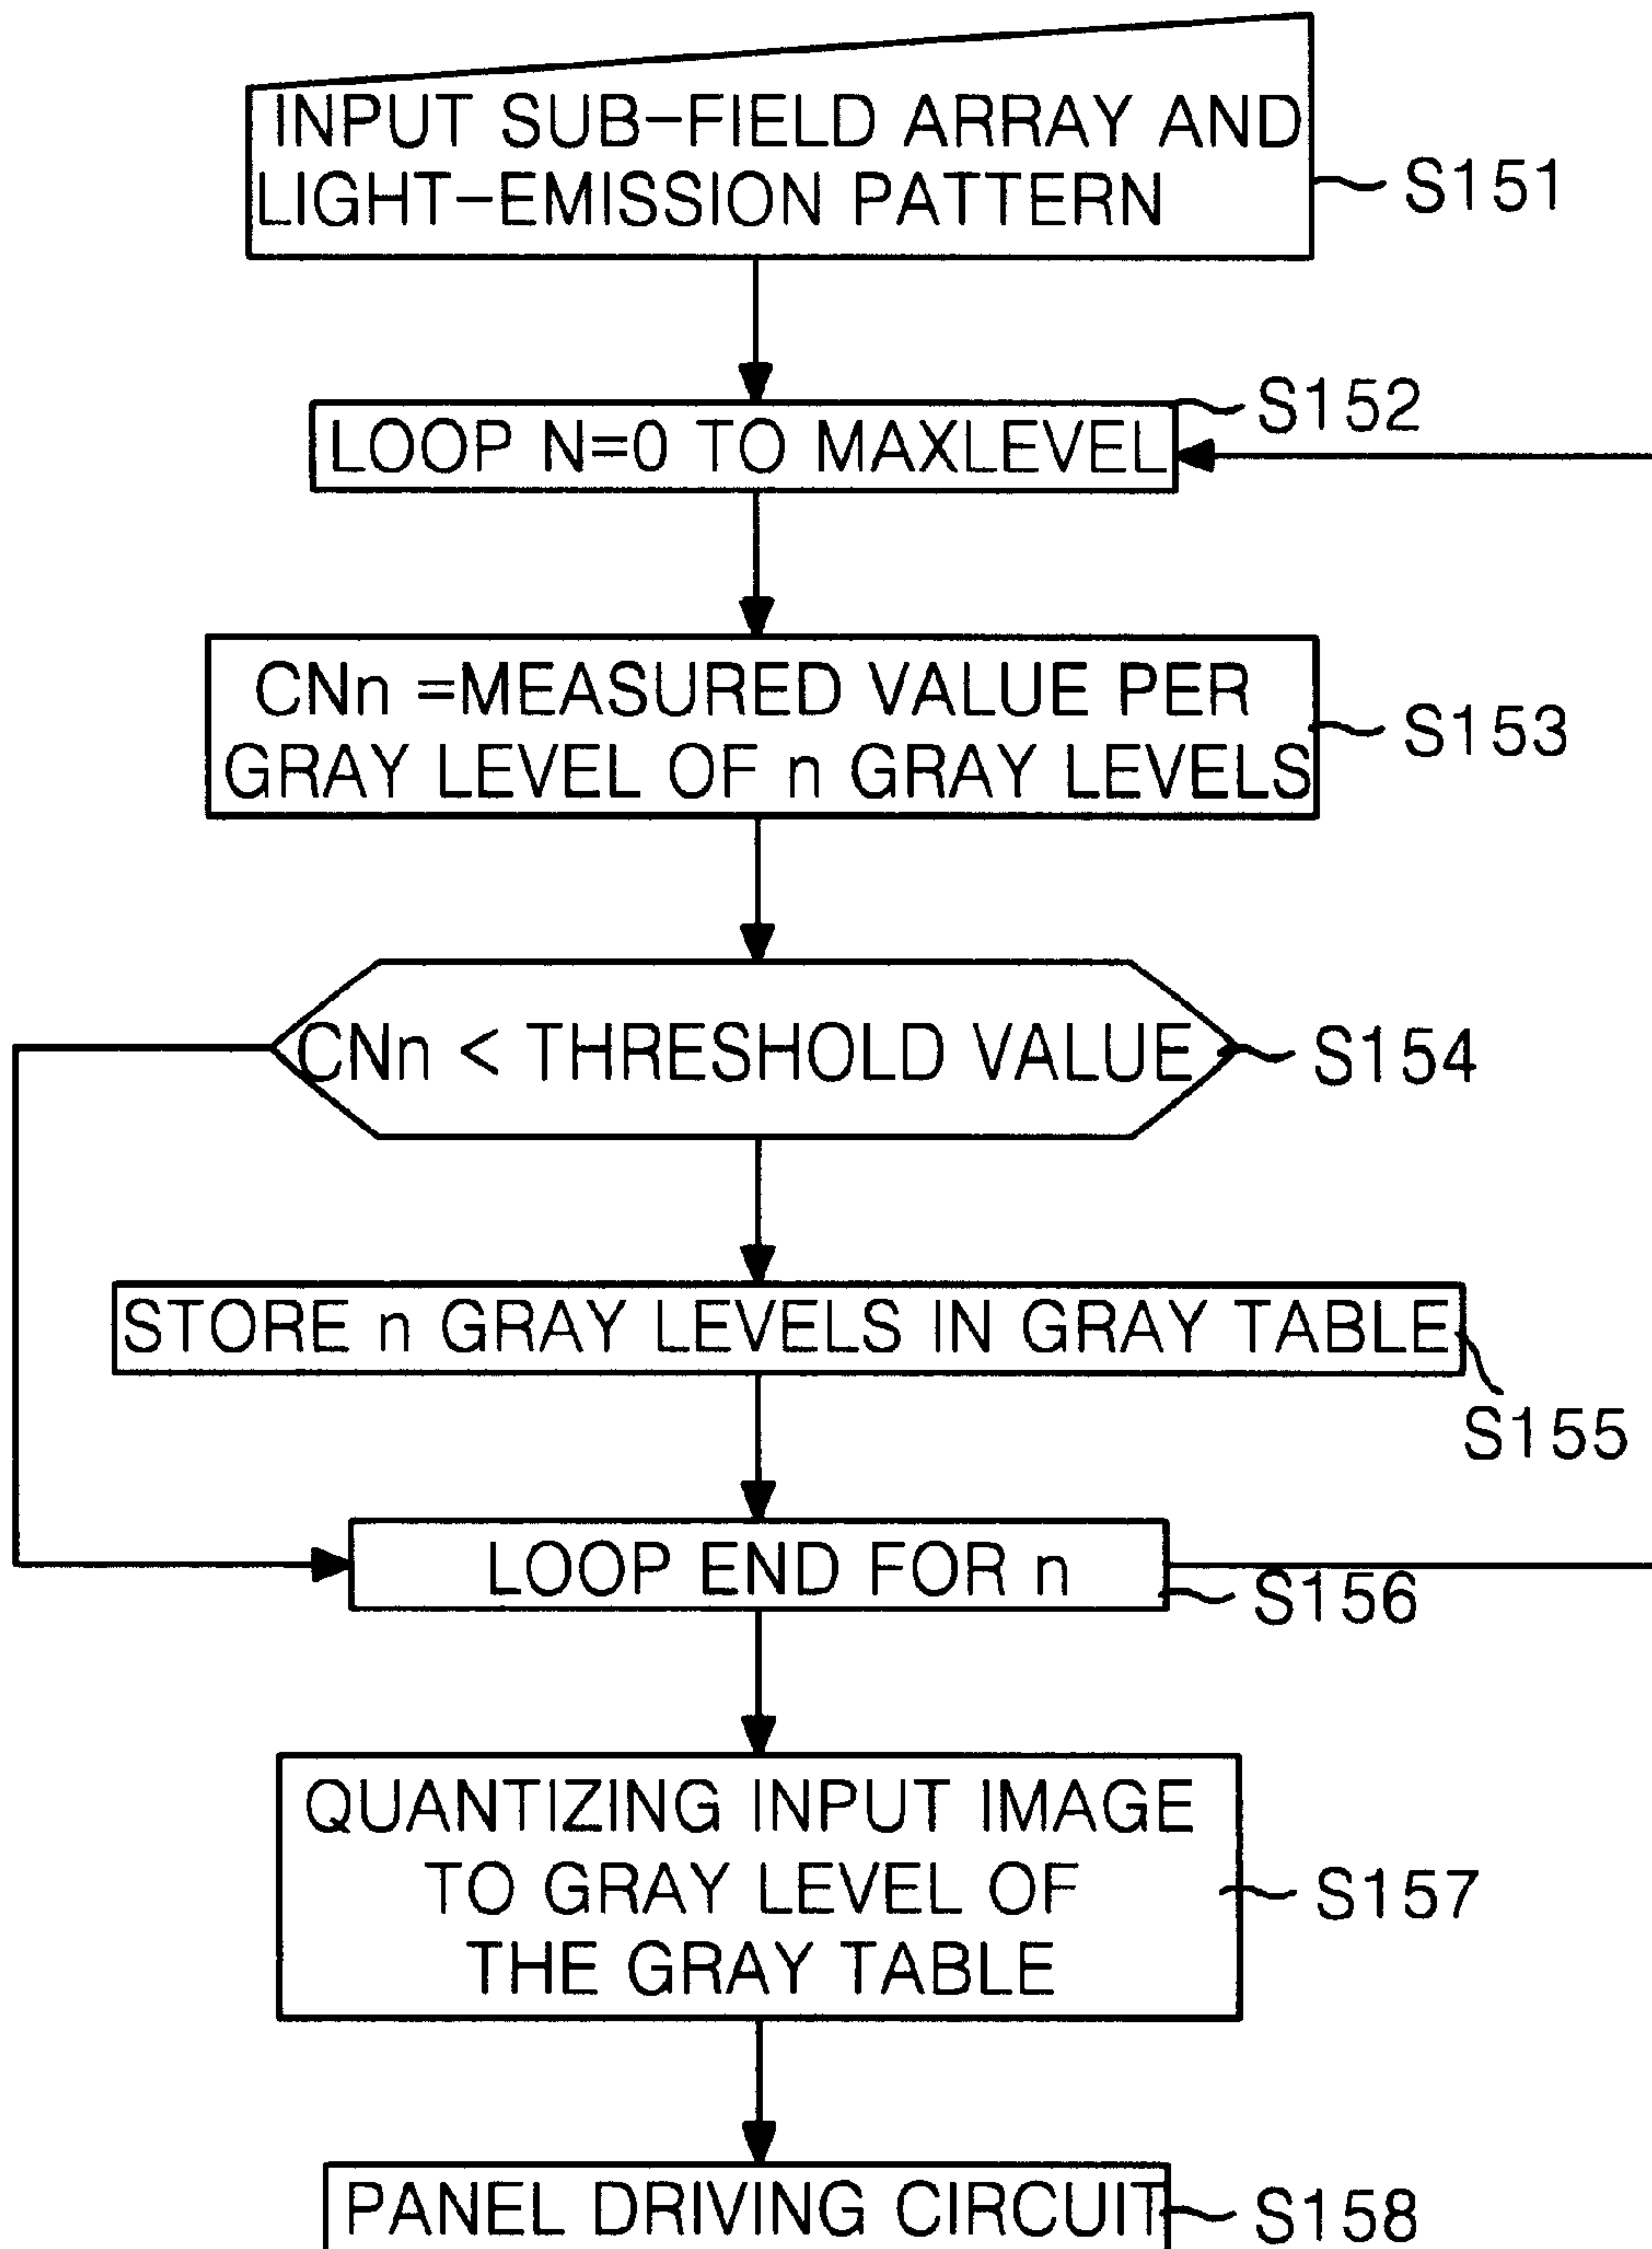 INPUT SUB-FIELD ARRAY AND
LIGHT-EMISSION PATTERN
S151
S152
LOOP N=0 TO MAXLEVEL
CNn =MEASURED VALUE PER
GRAY LEVEL OF n GRAY LEVELS
S153
CNn < THRESHOLD VALUE
S154
STORE n GRAY LEVELS IN GRAY TABLE
S155
LOOP END FOR n
S156
QUANTIZING INPUT IMAGE
TO GRAY LEVEL OF
THE GRAY TABLE
S157
PANEL DRIVING CIRCUIT
S158